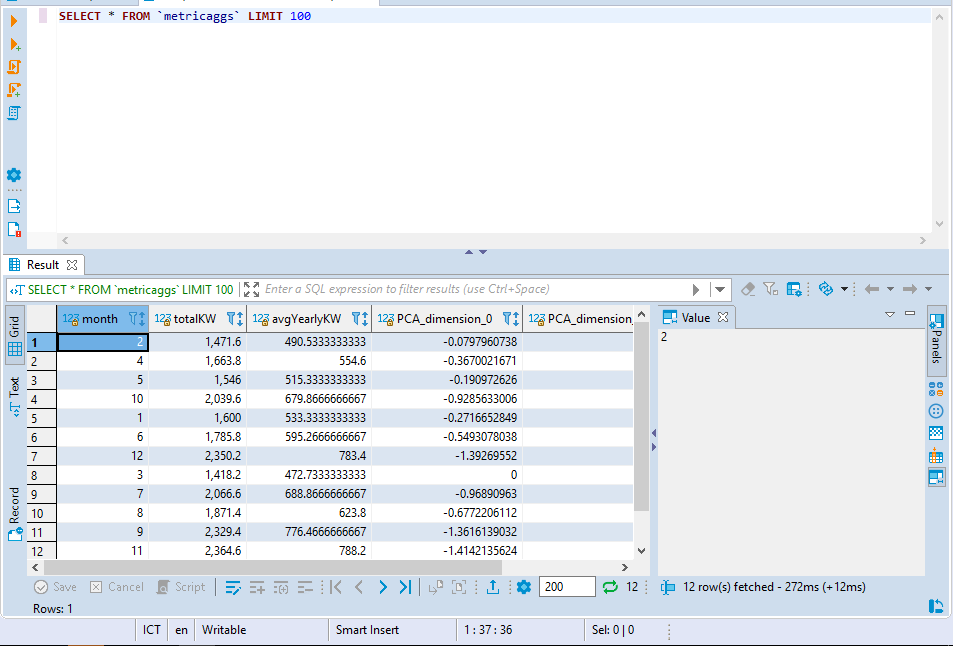 SELECT * FROM `metricaggs` LIMIT 100
Result
SELECT * FROM `metricaggs` LIMIT 100 Enter a SQL expression to filter results (use Ctrl+Space)
Grid
Text
Record
123 month 123 totalKW 123 avgYearlyKW 123 PCA_dimension_0 123 PCA_dimension_
1 2 1,471.6 490.5333333333 -0.0797960738
2 4 1,663.8 554.6 -0.3670021671
3 5 1,546 515.3333333333 -0.190972626
4 10 2,039.6 679.8666666667 -0.9285633006
5 1 1,600 533.3333333333 -0.2716652849
6 6 1,785.8 595.2666666667 -0.5493078038
7 12 2,350.2 783.4 -1.39269552
8 3 1,418.2 472.7333333333 0
9 7 2,066.6 688.8666666667 -0.96890963
10 8 1,871.4 623.8 -0.6772206112
11 9 2,329.4 776.4666666667 -1.3616139032
12 11 2,364.6 788.2 -1.4142135624
Value
2
Panels
Save Cancel Script 200 12 12 row(s) fetched - 272ms (+12ms)
Rows: 1
ICT en Writable Smart Insert 1 : 37 : 36 Sel: 0 | 0